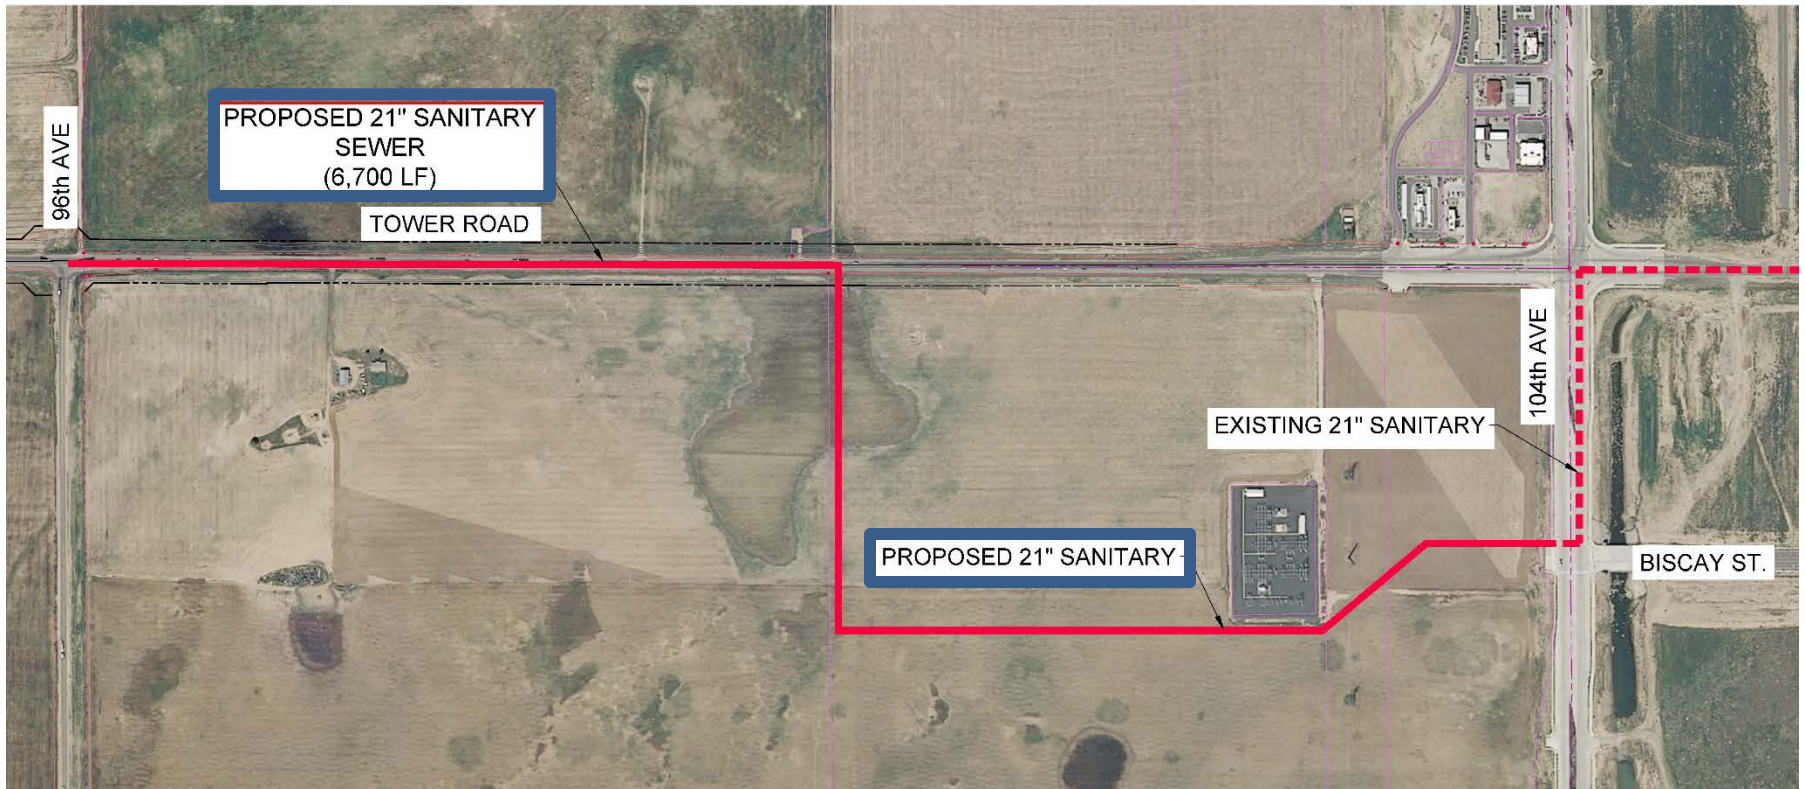 PROPOSED 21" SANITARY
SEWER
(6,700 LF)
96th AVE
TOWER ROAD
104th AVE
EXISTING 21" SANITARY
PROPOSED 21" SANITARY
BISCAY ST.